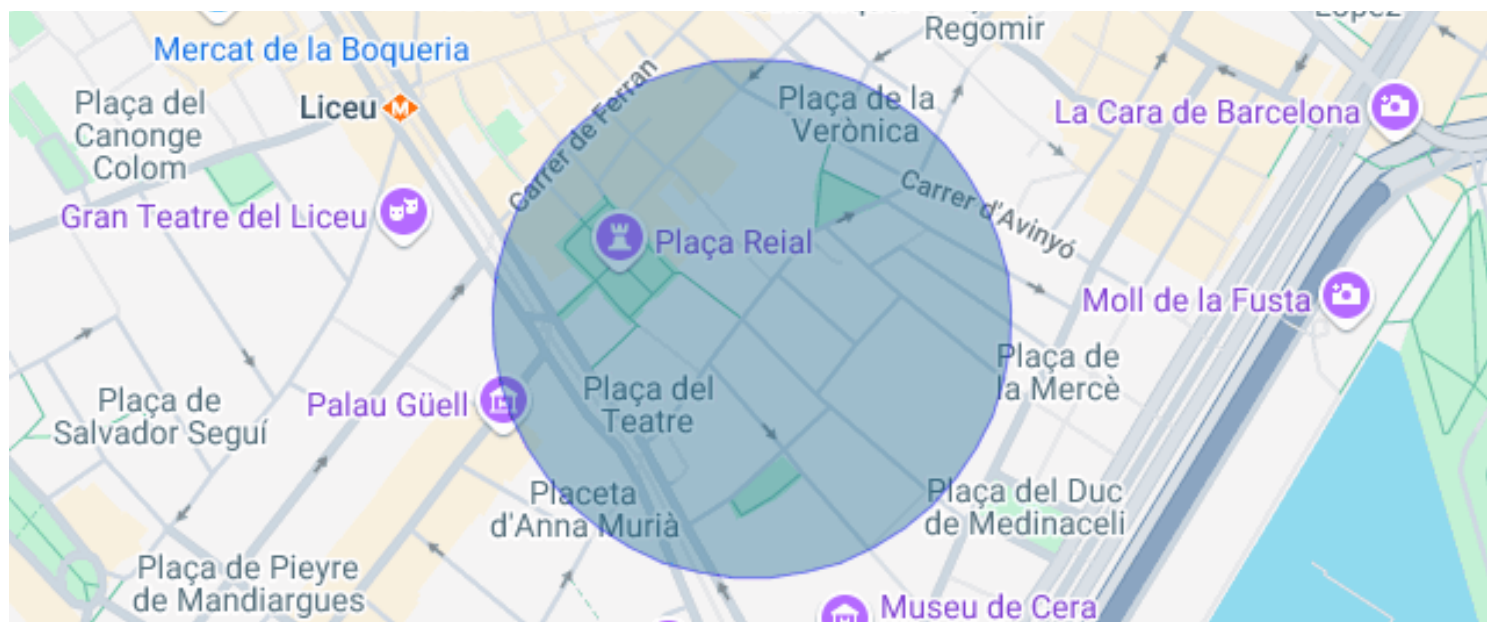 Regomir
Mercat de la Boqueria
Plaça del
Canonge
Colom
Liceu
Carrer de Ferran
Plaça de la
Verònica
La Cara de Barcelona
Gran Teatre del Liceu
Plaça Reial
Carrer d'Avinyó
Moll de la Fusta
Plaça de
Salvador Seguí
Palau Güell
Plaça del
Teatre
Plaça de
la Mercè
Placeta
d'Anna Murià
Plaça del Duc
de Medinaceli
Plaça de Pieyre
de Mandiargues
Museu de Cera